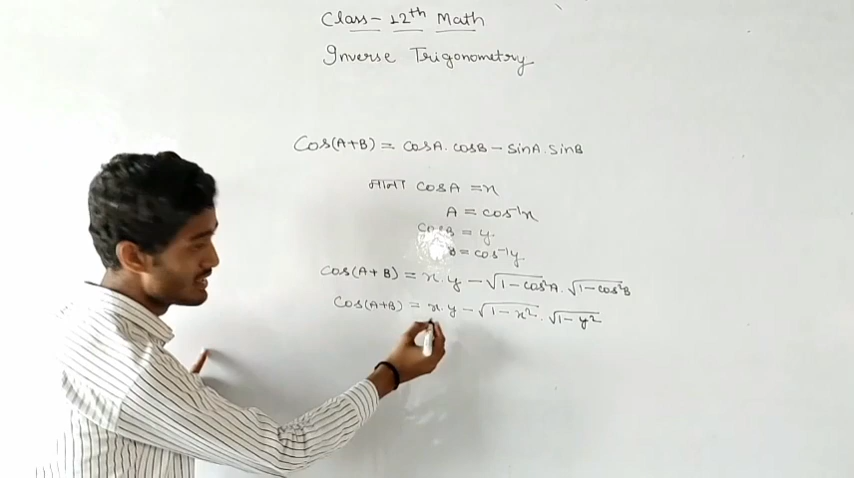 Class- 12th Math
Inverse Trigonometry
Cos(A+B) = cosA. cosB - sinA. sinB
माना cosA = x
A = cos⁻¹x
cosB = y
B = cos⁻¹y
Cos(A+B) = x.y - √1-cos²A. √1-cos²B
Cos(A+B) = x.y - √1-x². √1-y²